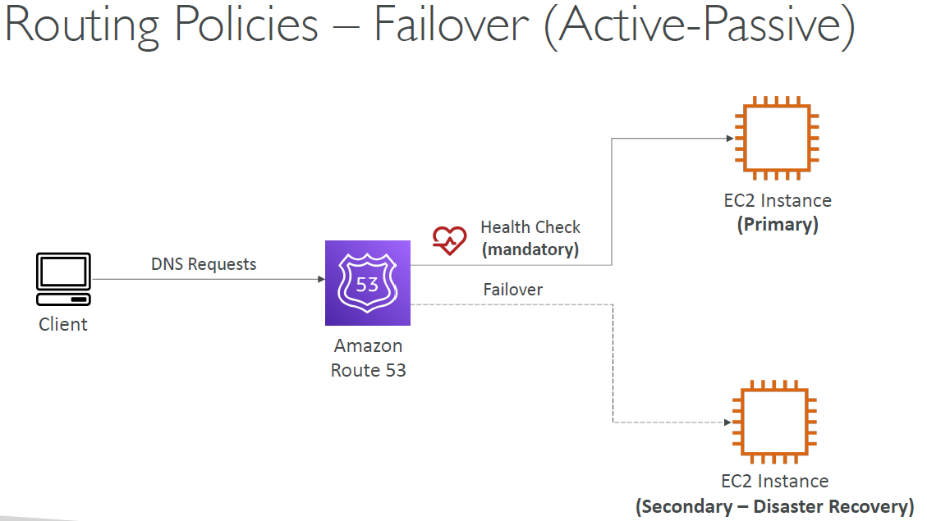 Routing Policies – Failover (Active-Passive)
EC2 Instance
(Primary)
Health Check
(mandatory)
DNS Requests
53
Failover
Client
Amazon
Route 53
EC2 Instance
(Secondary – Disaster Recovery)